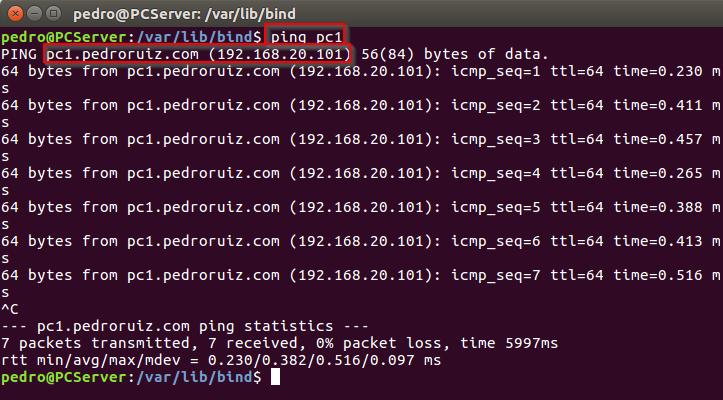 pedro@PCServer: /var/lib/bind
pedro@PCServer:/var/lib/bind$ ping pc1
PING pc1.pedroruiz.com (192.168.20.101) 56(84) bytes of data.
64 bytes from pc1.pedroruiz.com (192.168.20.101): icmp_seq=1 ttl=64 time=0.230 m
s
64 bytes from pc1.pedroruiz.com (192.168.20.101): icmp_seq=2 ttl=64 time=0.411 m
s
64 bytes from pc1.pedroruiz.com (192.168.20.101): icmp_seq=3 ttl=64 time=0.457 m
s
64 bytes from pc1.pedroruiz.com (192.168.20.101): icmp_seq=4 ttl=64 time=0.265 m
s
64 bytes from pc1.pedroruiz.com (192.168.20.101): icmp_seq=5 ttl=64 time=0.388 m
s
64 bytes from pc1.pedroruiz.com (192.168.20.101): icmp_seq=6 ttl=64 time=0.413 m
s
64 bytes from pc1.pedroruiz.com (192.168.20.101): icmp_seq=7 ttl=64 time=0.516 m
s
^C
--- pc1.pedroruiz.com ping statistics ---
7 packets transmitted, 7 received, 0% packet loss, time 5997ms
rtt min/avg/max/mdev = 0.230/0.382/0.516/0.097 ms
pedro@PCServer:/var/lib/bind$